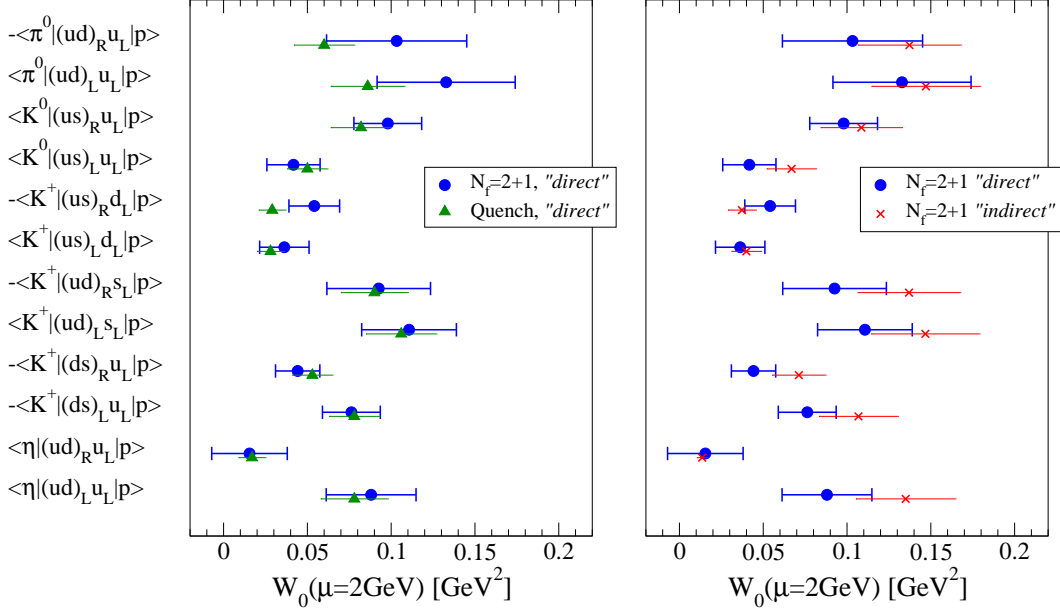 -<π⁰|(ud)_R u_L|p>
<π⁰|(ud)_L u_L|p>
<K⁰|(us)_R u_L|p>
<K⁰|(us)_L u_L|p>
-<K⁺|(us)_R d_L|p>
<K⁺|(us)_L d_L|p>
-<K⁺|(ud)_R s_L|p>
<K⁺|(ud)_L s_L|p>
-<K⁺|(ds)_R u_L|p>
-<K⁺|(ds)_L u_L|p>
<η|(ud)_R u_L|p>
<η|(ud)_L u_L|p>
N_f=2+1, "direct"
Quench, "direct"
0 0.05 0.1 0.15 0.2
W_0(μ=2GeV) [GeV²]
N_f=2+1 "direct"
N_f=2+1 "indirect"
0 0.05 0.1 0.15 0.2
W_0(μ=2GeV) [GeV²]